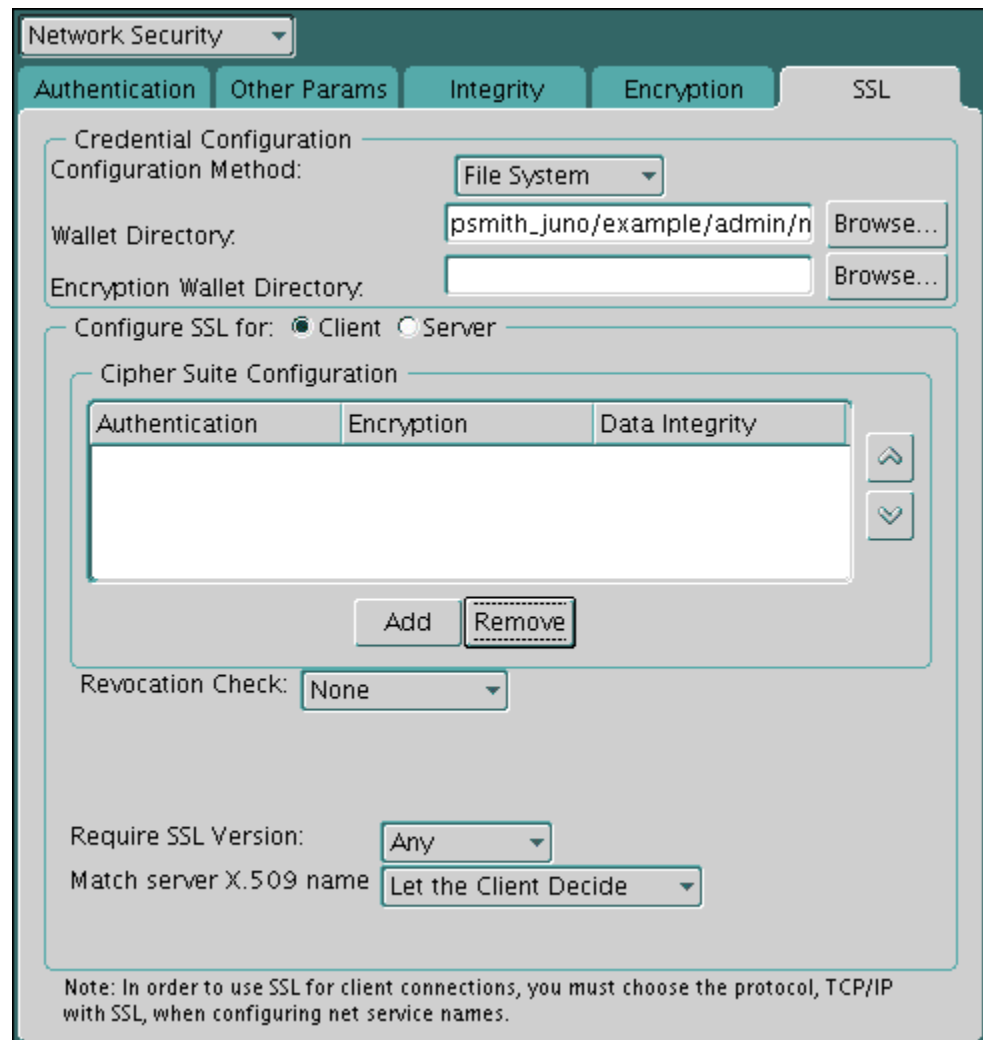 Network Security
Authentication Other Params Integrity Encryption SSL
Credential Configuration
Configuration Method: File System
Wallet Directory: psmith_juno/example/admin/n Browse...
Encryption Wallet Directory: Browse...
Configure SSL for: Client Server
Cipher Suite Configuration
Authentication Encryption Data Integrity
Add Remove
Revocation Check: None
Require SSL Version: Any
Match server X.509 name Let the Client Decide
Note: In order to use SSL for client connections, you must choose the protocol, TCP/IP
with SSL, when configuring net service names.